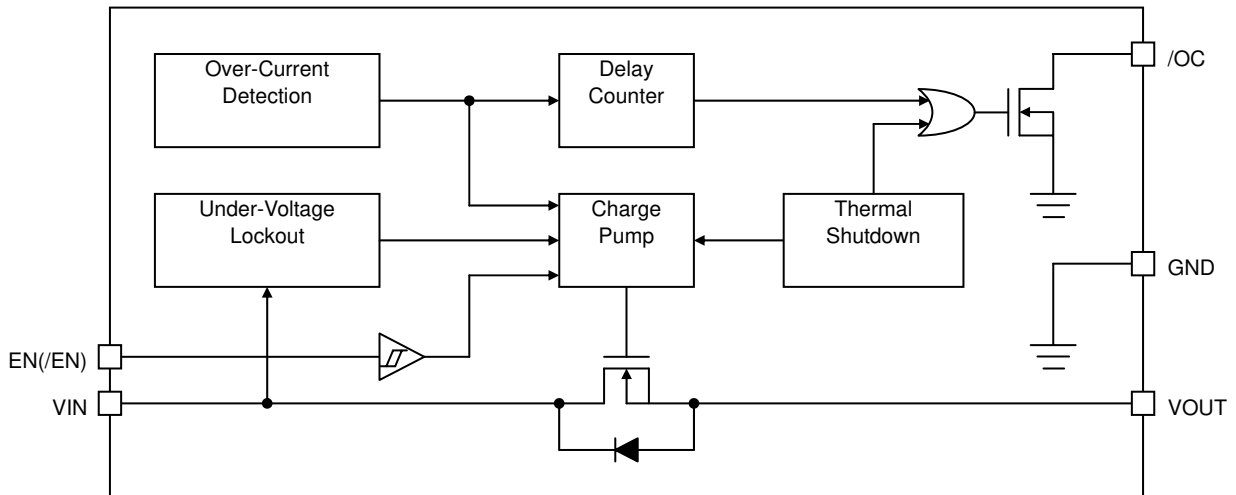 Over-Current
Detection
Delay
Counter
/OC
Under-Voltage
Lockout
Charge
Pump
Thermal
Shutdown
GND
EN(/EN)
VIN
VOUT